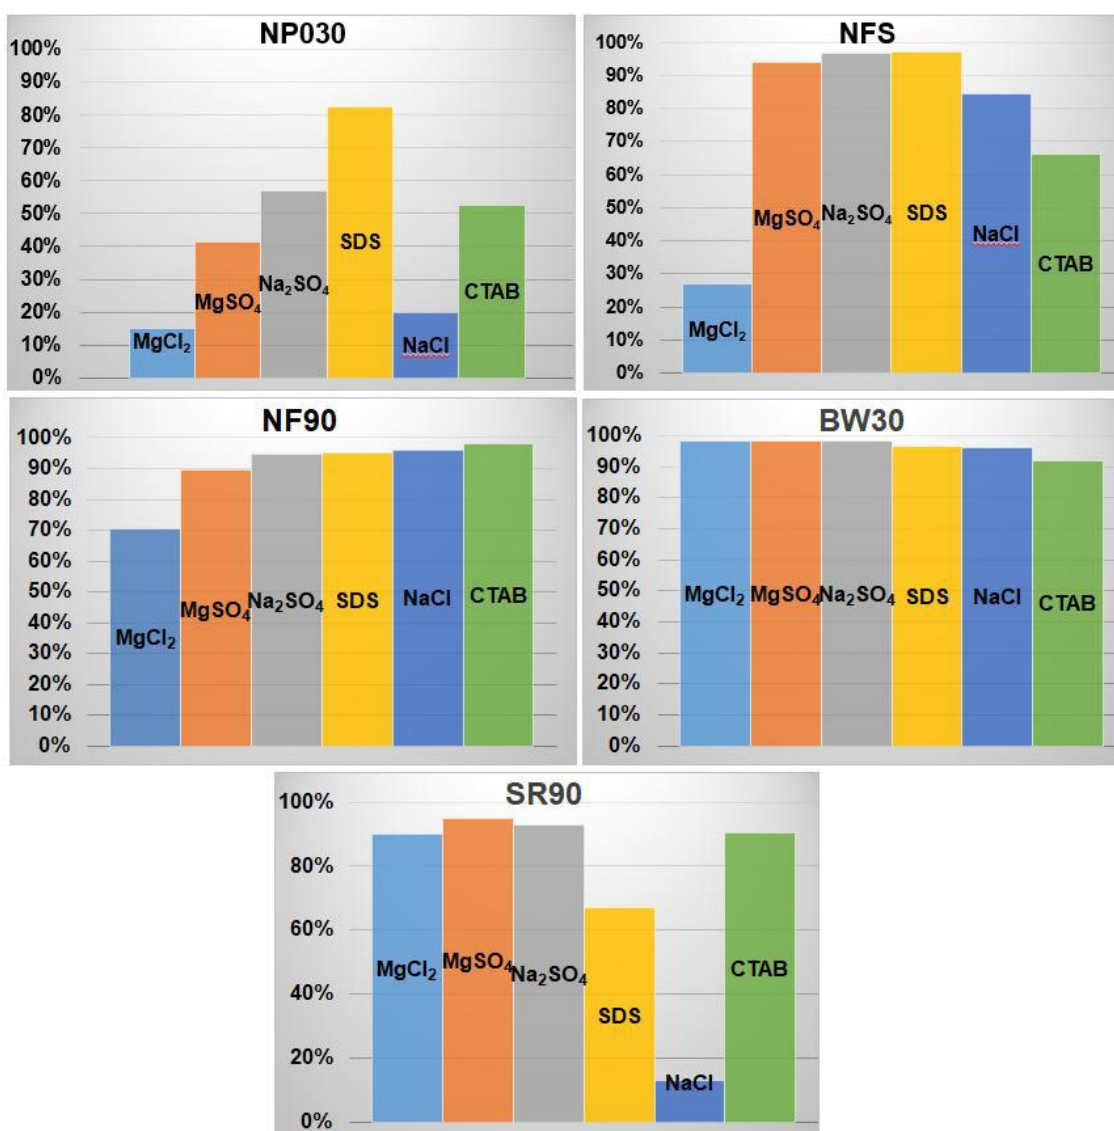 NP030
100%
90%
80%
70%
60%
50%
40%
30%
20%
10%
0%
MgCl₂
MgSO₄
Na₂SO₄
SDS
NaCl
CTAB
NFS
100%
90%
80%
70%
60%
50%
40%
30%
20%
10%
0%
MgCl₂
MgSO₄
Na₂SO₄
SDS
NaCl
CTAB
NF90
100%
90%
80%
70%
60%
50%
40%
30%
20%
10%
0%
MgCl₂
MgSO₄
Na₂SO₄
SDS
NaCl
CTAB
BW30
100%
90%
80%
70%
60%
50%
40%
30%
20%
10%
0%
MgCl₂
MgSO₄
Na₂SO₄
SDS
NaCl
CTAB
SR90
100%
80%
60%
40%
20%
0%
MgCl₂
MgSO₄
Na₂SO₄
SDS
NaCl
CTAB